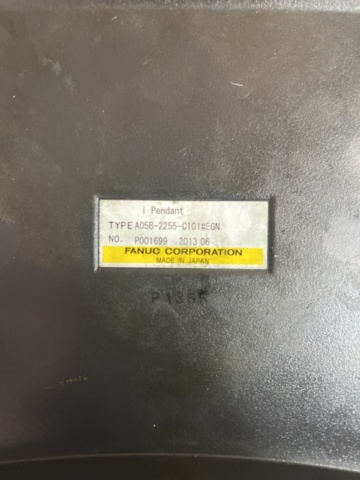 i Pendant
TYPE A05B-2255-C101#EGN
NO. P001699 2013.06
FANUC CORPORATION
MADE IN JAPAN